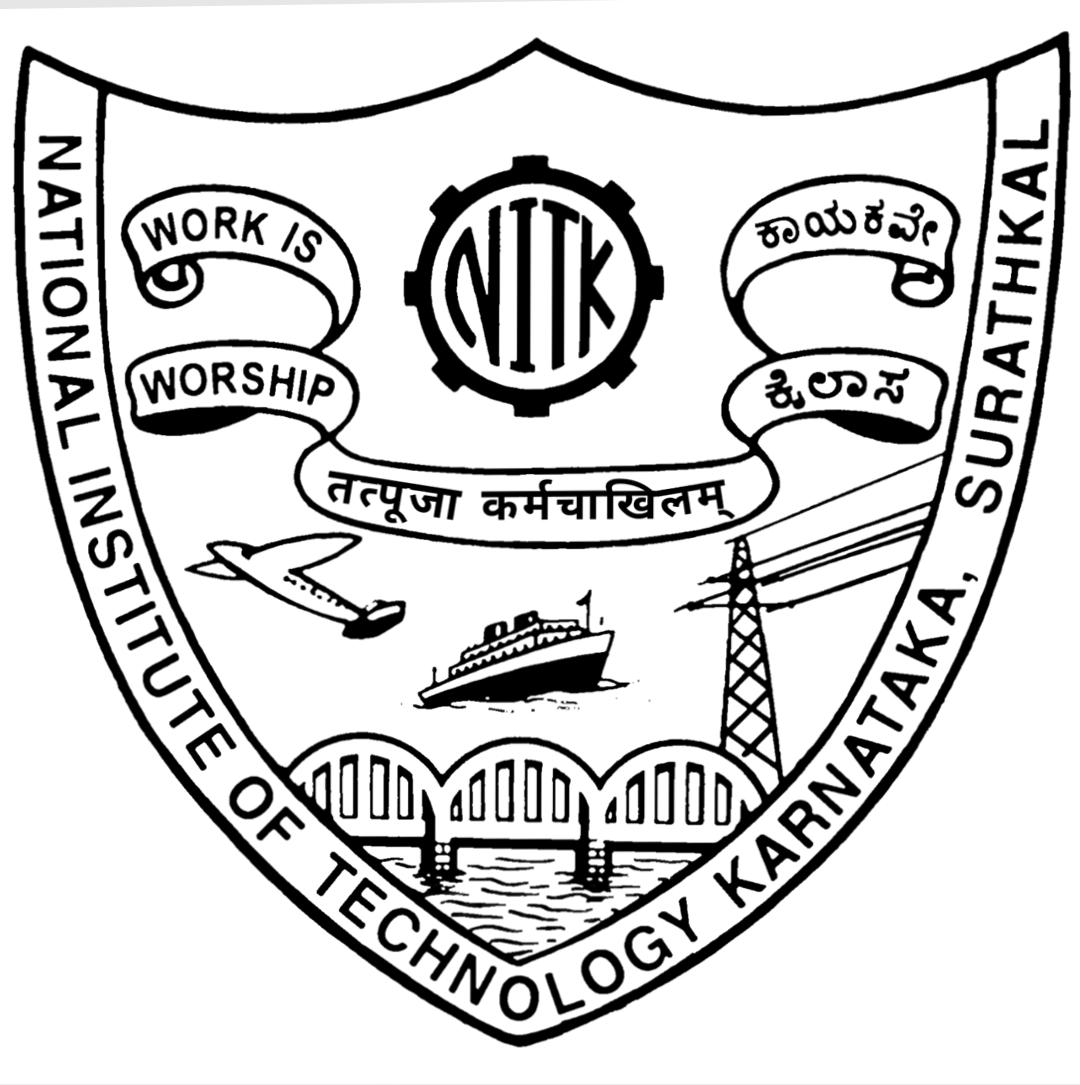 NATIONAL INSTITUTE OF TECHNOLOGY KARNATAKA, SURATHKAL
NITK
WORK IS
WORSHIP
ಕಾಯಕವೇ
ಕೈಲಾಸ
तत्पूजा कर्मचाखिलम्